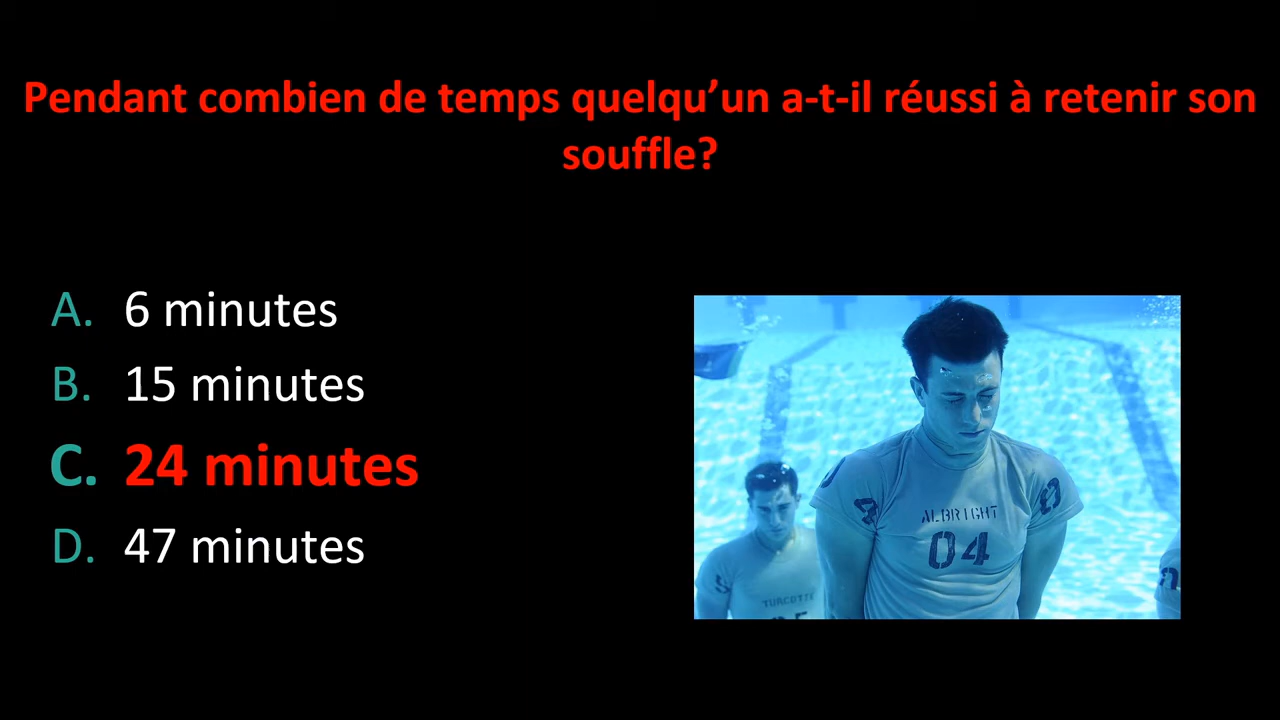 Pendant combien de temps quelqu’un a-t-il réussi à retenir son
souffle?
A. 6 minutes
B. 15 minutes
C. 24 minutes
D. 47 minutes
ALBRIGHT
04
TURCOTTE